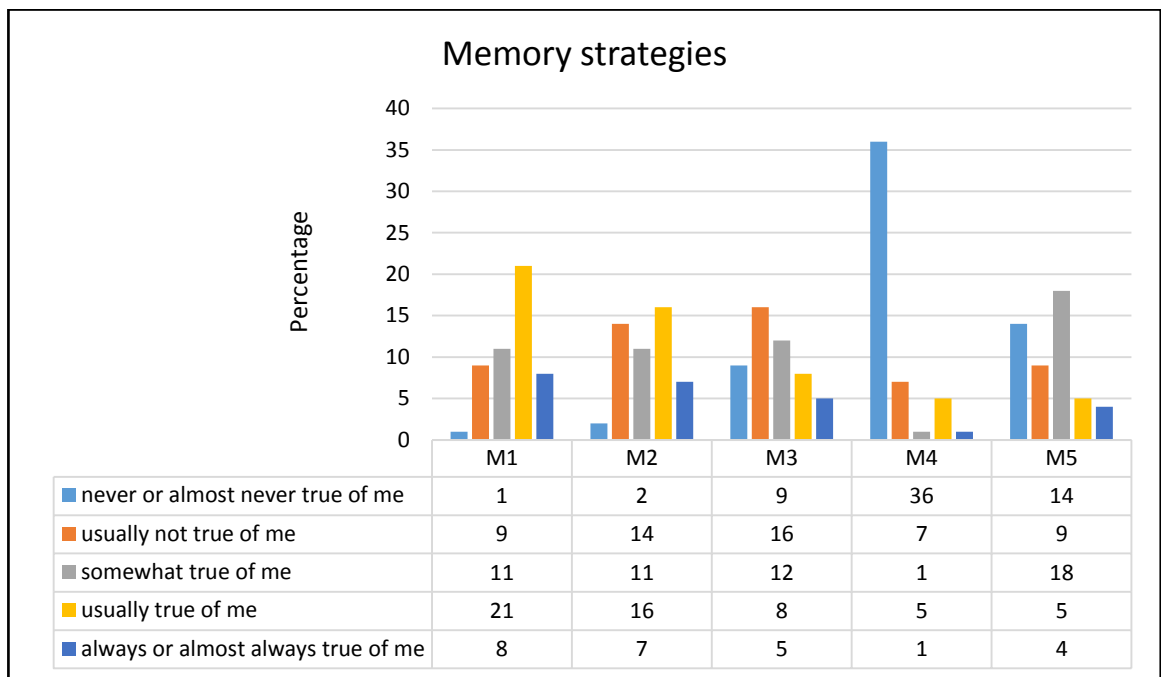 Memory strategies
Percentage
40
35
30
25
20
15
10
5
0
M1 M2 M3 M4 M5
never or almost never true of me 1 2 9 36 14
usually not true of me 9 14 16 7 9
somewhat true of me 11 11 12 1 18
usually true of me 21 16 8 5 5
always or almost always true of me 8 7 5 1 4